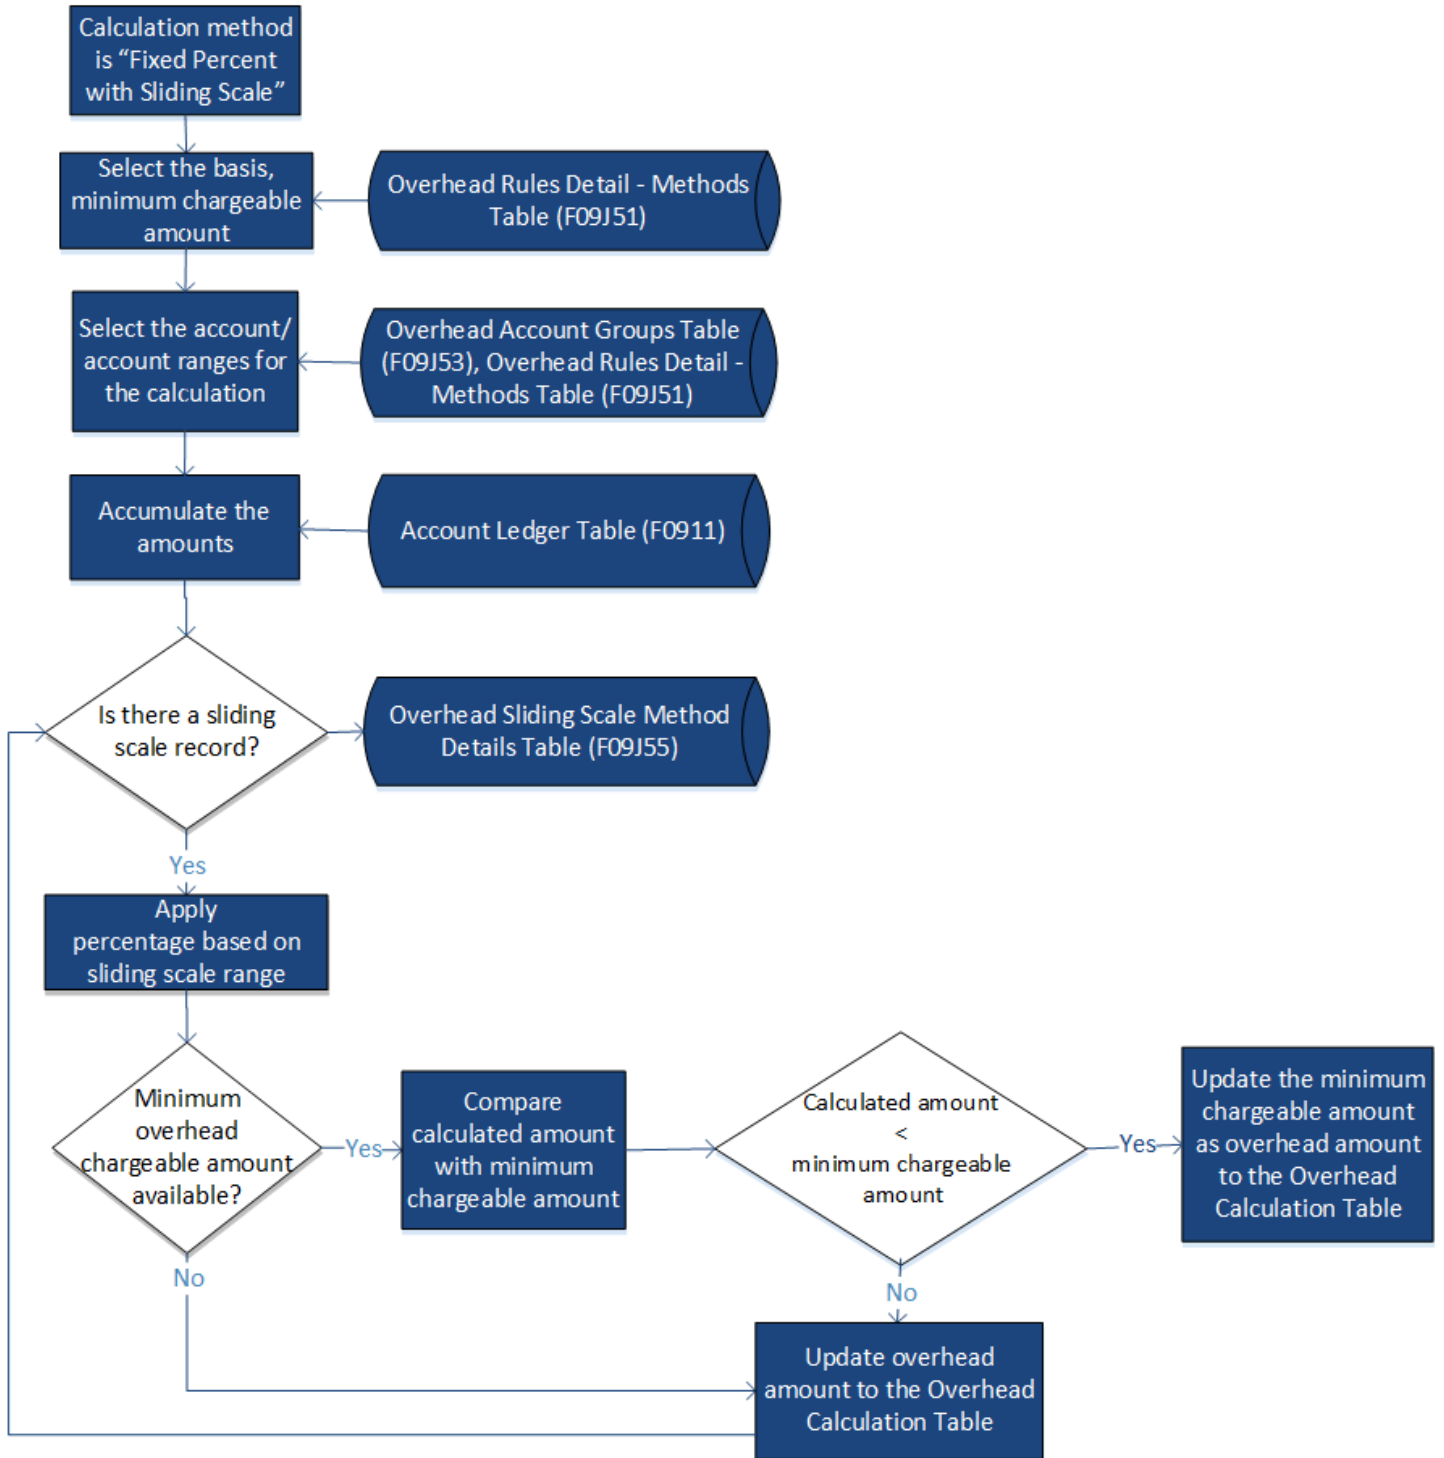 Calculation method
is “Fixed Percent
with Sliding Scale”
Select the basis,
minimum chargeable
amount
Overhead Rules Detail - Methods
Table (F09J51)
Select the account/
account ranges for
the calculation
Overhead Account Groups Table
(F09J53), Overhead Rules Detail -
Methods Table (F09J51)
Accumulate the
amounts
Account Ledger Table (F0911)
Is there a sliding
scale record?
Overhead Sliding Scale Method
Details Table (F09J55)
Yes
Apply
percentage based on
sliding scale range
Minimum
overhead
chargeable amount
available?
Yes
Compare
calculated amount
with minimum
chargeable amount
Calculated amount
<
minimum chargeable
amount
Yes
Update the minimum
chargeable amount
as overhead amount
to the Overhead
Calculation Table
No
No
Update overhead
amount to the Overhead
Calculation Table